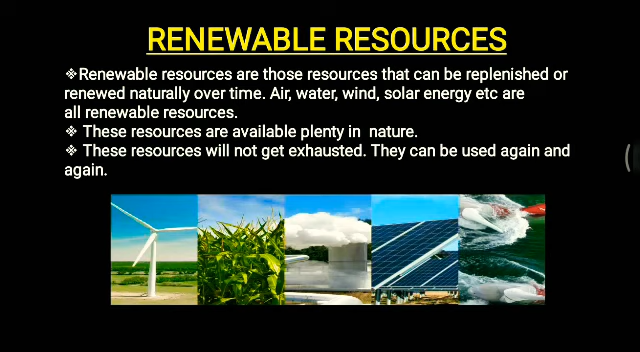 RENEWABLE RESOURCES
❖Renewable resources are those resources that can be replenished or
renewed naturally over time. Air, water, wind, solar energy etc are
all renewable resources.
❖ These resources are available plenty in nature.
❖ These resources will not get exhausted. They can be used again and
again.